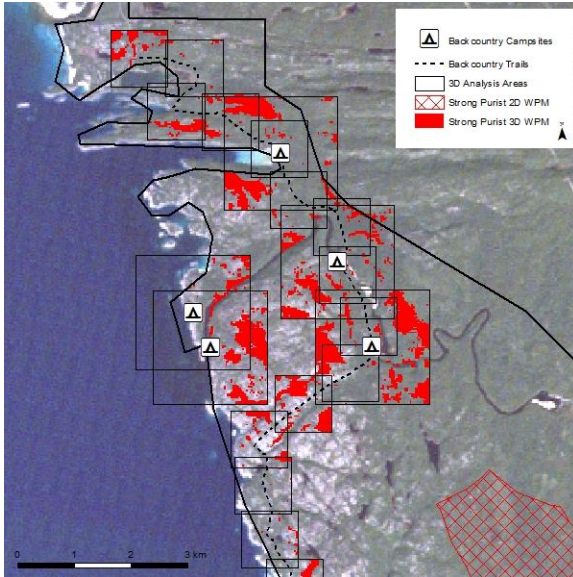 Back country Campsites
Back country Trails
3D Analysis Areas
Strong Purist 2D WPM
Strong Purist 3D WPM
N
0 1 2 3 km